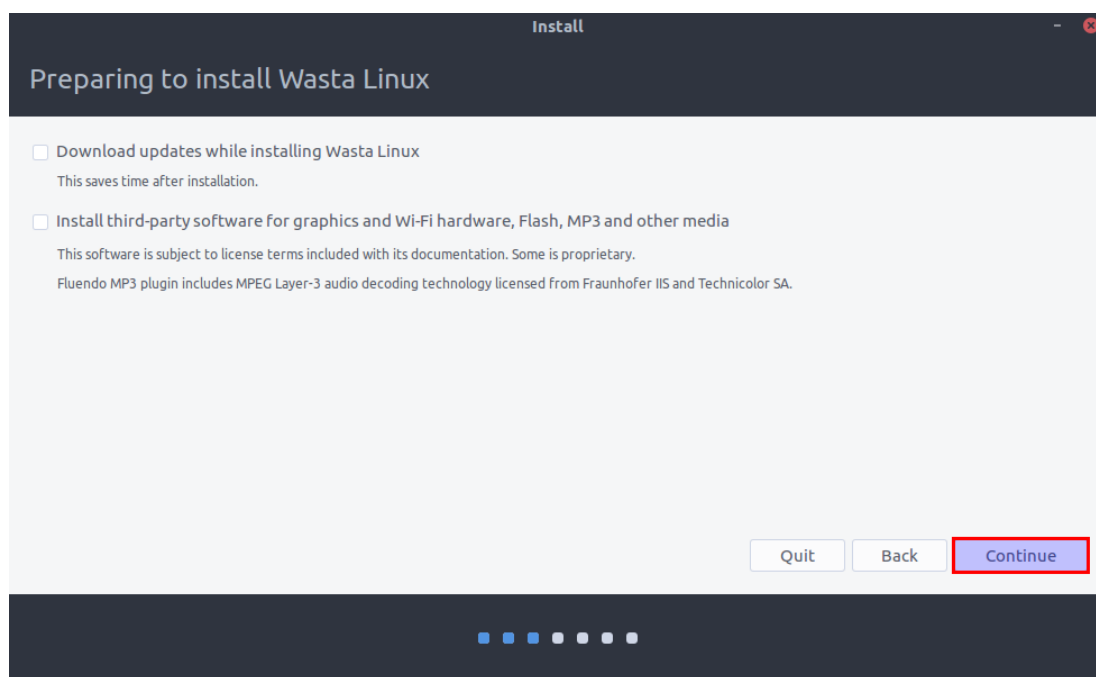 Install
Preparing to install Wasta Linux
Download updates while installing Wasta Linux
This saves time after installation.
Install third-party software for graphics and Wi-Fi hardware, Flash, MP3 and other media
This software is subject to license terms included with its documentation. Some is proprietary.
Fluendo MP3 plugin includes MPEG Layer-3 audio decoding technology licensed from Fraunhofer IIS and Technicolor SA.
Quit Back Continue